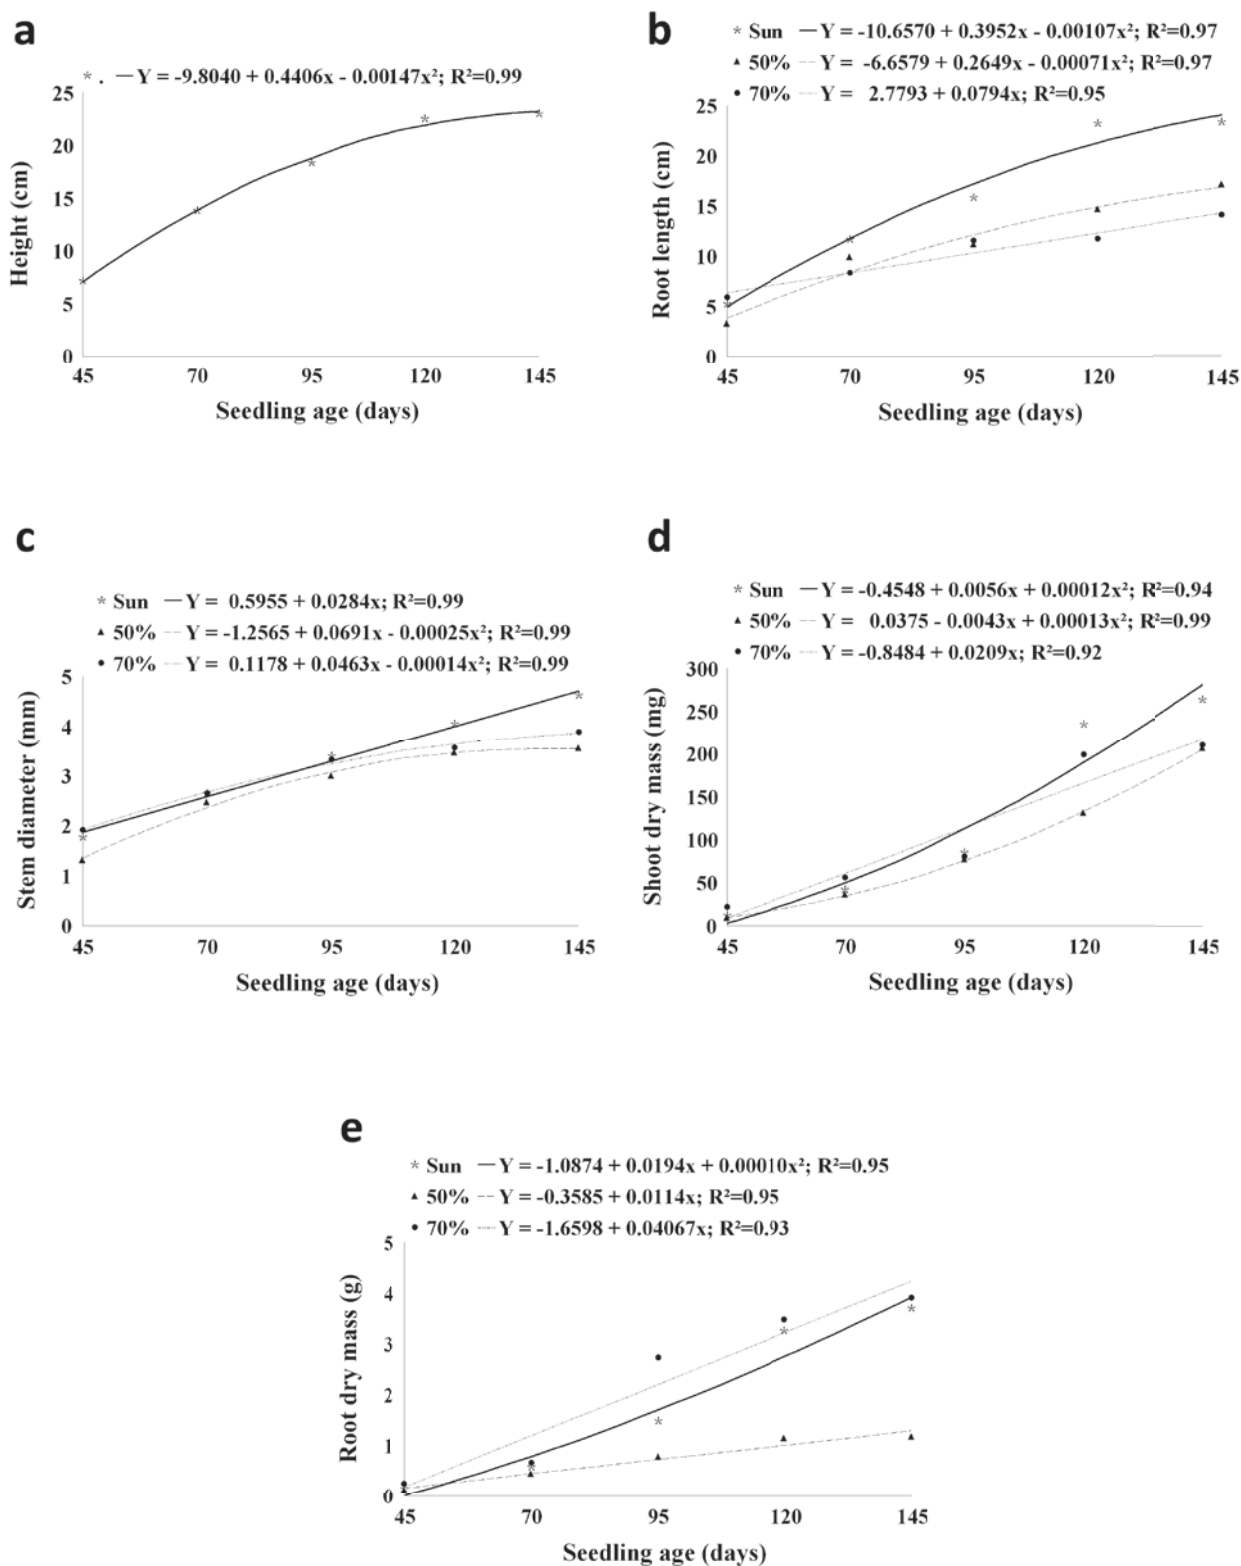 a
* . — Y = -9.8040 + 0.4406x - 0.00147x²; R²=0.99
25
20
15
10
5
0
Height (cm)
45 70 95 120 145
Seedling age (days)
b
* Sun — Y = -10.6570 + 0.3952x - 0.00107x²; R²=0.97
▲ 50% --- Y = -6.6579 + 0.2649x - 0.00071x²; R²=0.97
● 70% ---- Y = 2.7793 + 0.0794x; R²=0.95
25
20
15
10
5
0
Root length (cm)
45 70 95 120 145
Seedling age (days)
c
* Sun — Y = 0.5955 + 0.0284x; R²=0.99
▲ 50% --- Y = -1.2565 + 0.0691x - 0.00025x²; R²=0.99
● 70% ---- Y = 0.1178 + 0.0463x - 0.00014x²; R²=0.99
5
4
3
2
1
0
Stem diameter (mm)
45 70 95 120 145
Seedling age (days)
d
* Sun — Y = -0.4548 + 0.0056x + 0.00012x²; R²=0.94
▲ 50% --- Y = 0.0375 - 0.0043x + 0.00013x²; R²=0.99
● 70% ---- Y = -0.8484 + 0.0209x; R²=0.92
300
250
200
150
100
50
0
Shoot dry mass (mg)
45 70 95 120 145
Seedling age (days)
e
* Sun — Y = -1.0874 + 0.0194x + 0.00010x²; R²=0.95
▲ 50% --- Y = -0.3585 + 0.0114x; R²=0.95
● 70% ---- Y = -1.6598 + 0.04067x; R²=0.93
5
4
3
2
1
0
Root dry mass (g)
45 70 95 120 145
Seedling age (days)